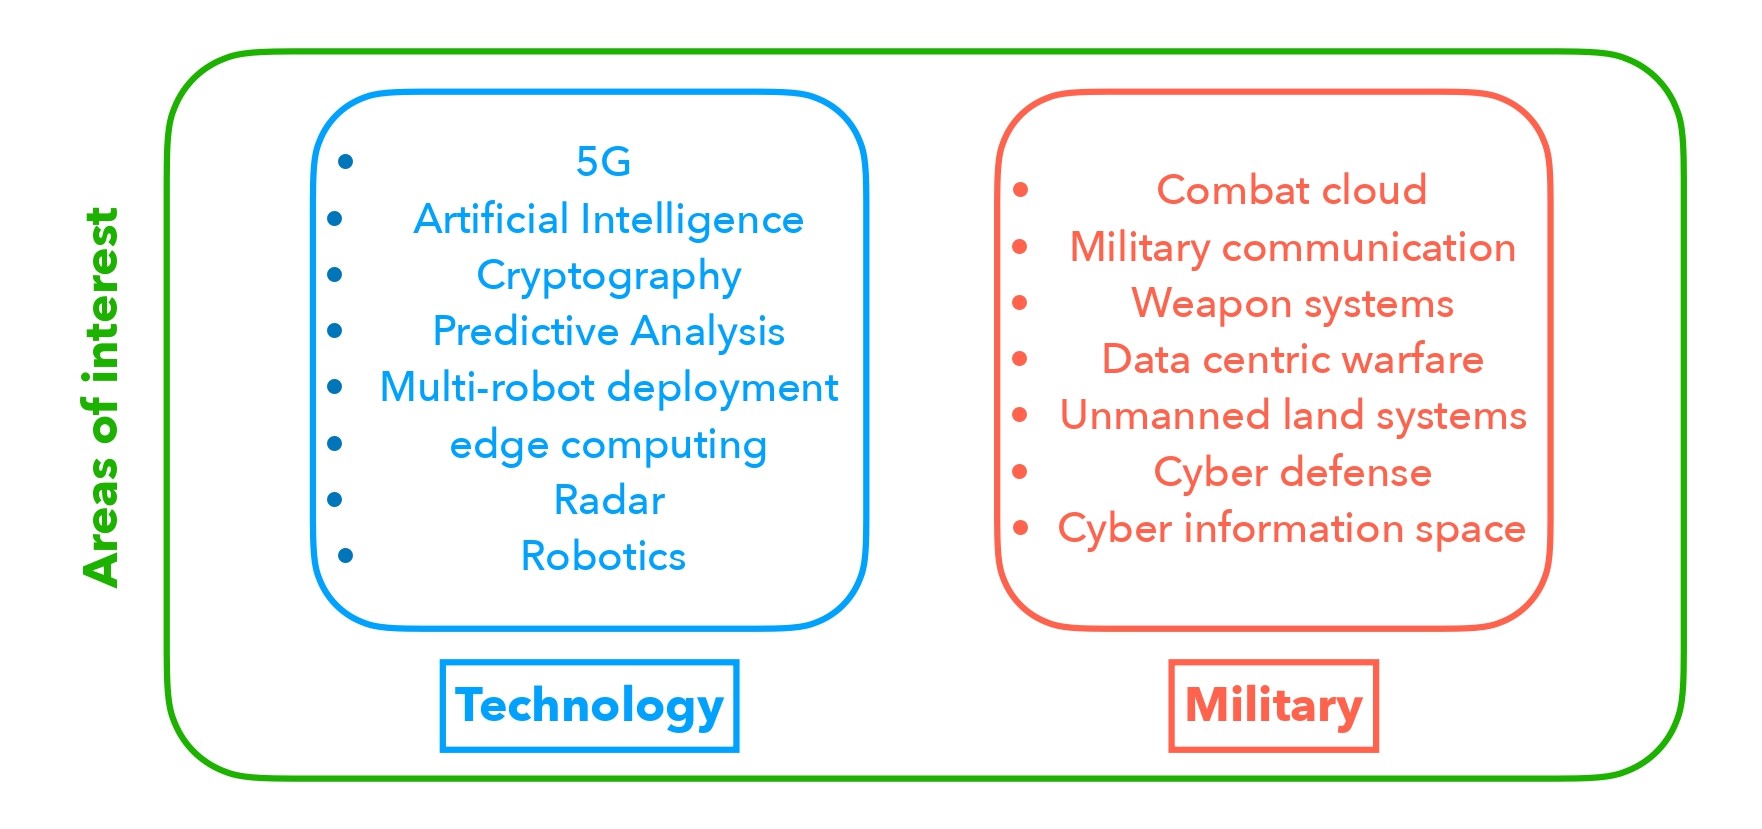 Areas of interest
• 5G
• Artificial Intelligence
• Cryptography
• Predictive Analysis
• Multi-robot deployment
• edge computing
• Radar
• Robotics
Technology
• Combat cloud
• Military communication
• Weapon systems
• Data centric warfare
• Unmanned land systems
• Cyber defense
• Cyber information space
Military